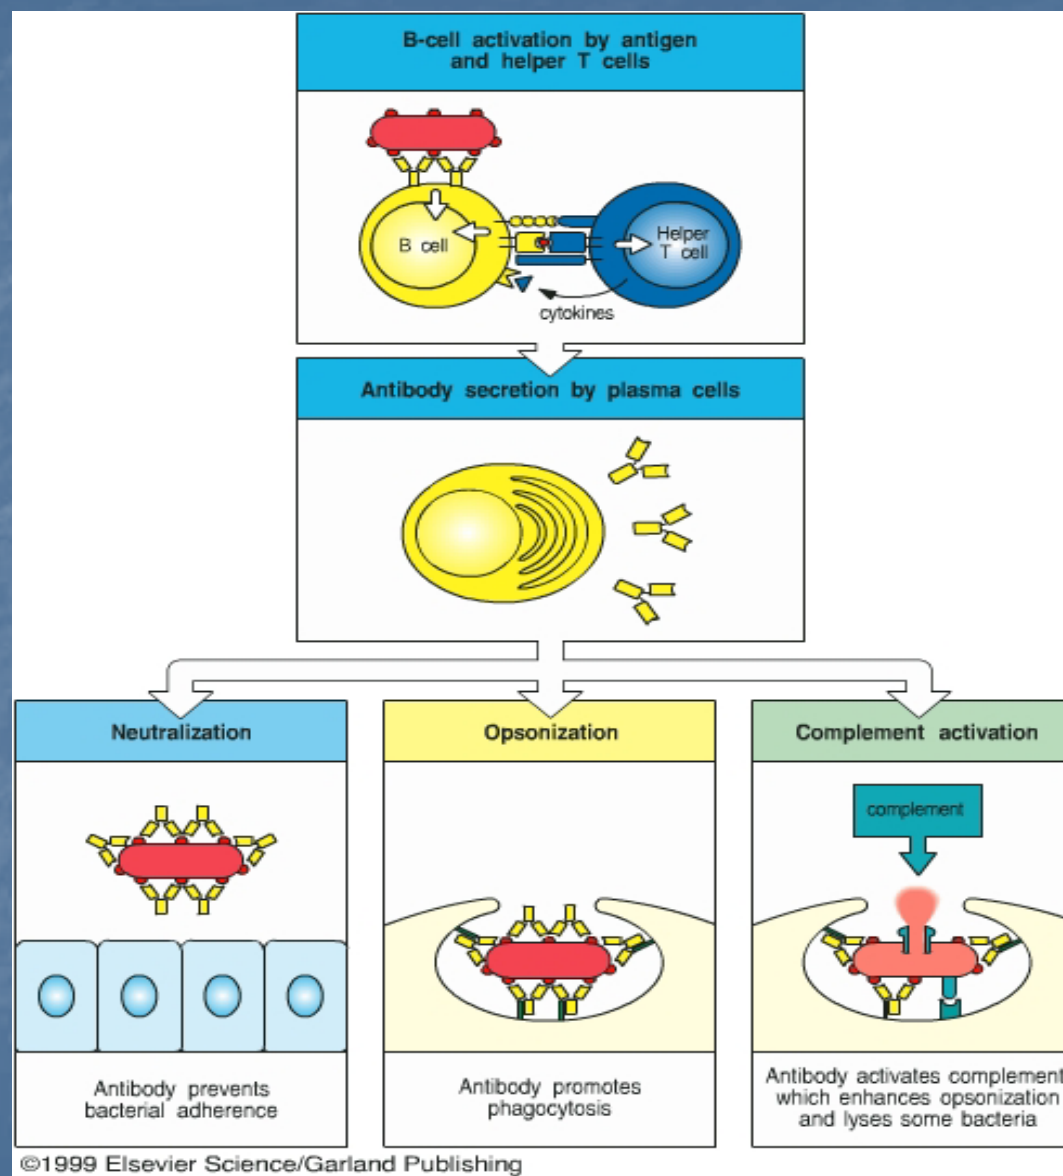 B-cell activation by antigen
and helper T cells
B cell
Helper
T cell
cytokines
Antibody secretion by plasma cells
Neutralization
Opsonization
Complement activation
complement
Antibody prevents
bacterial adherence
Antibody promotes
phagocytosis
Antibody activates complement,
which enhances opsonization
and lyses some bacteria
©1999 Elsevier Science/Garland Publishing